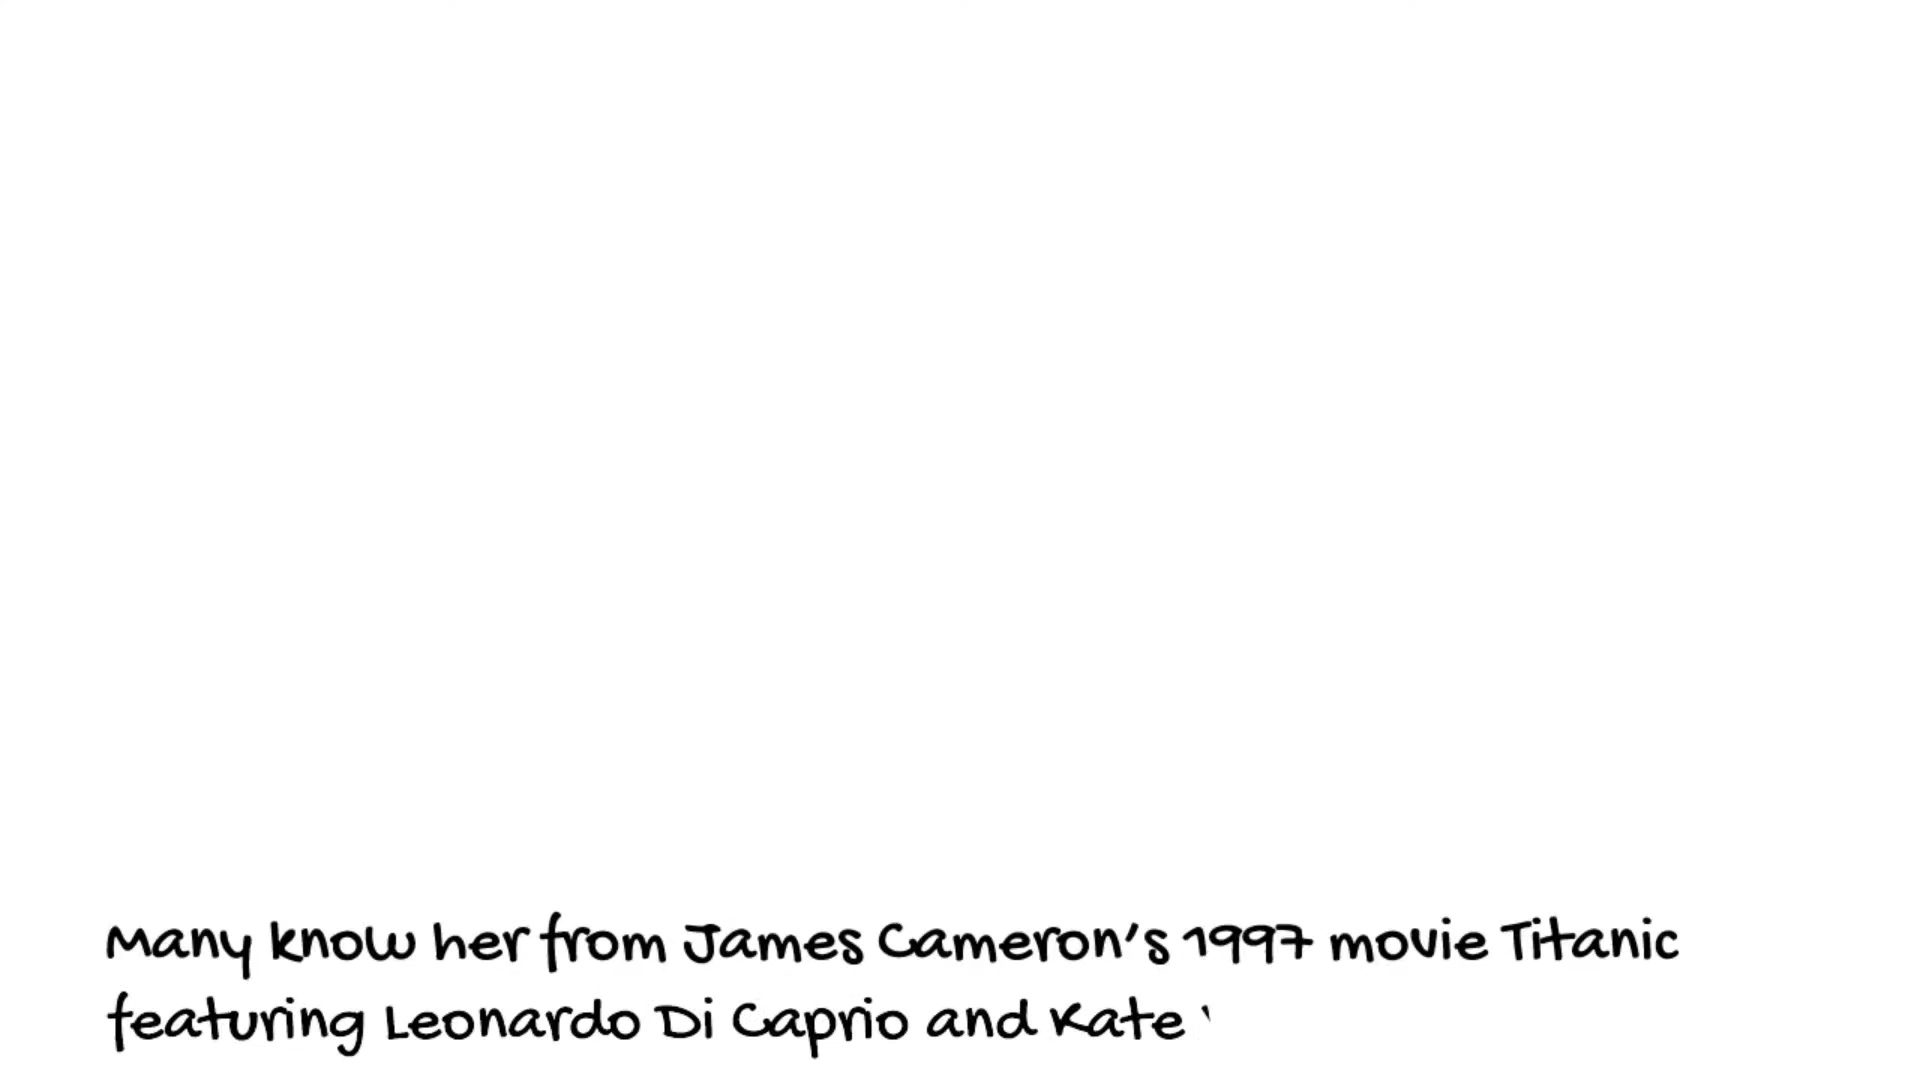 Many know her from James Cameron's 1997 movie Titanic
featuring Leonardo Di Caprio and Kate